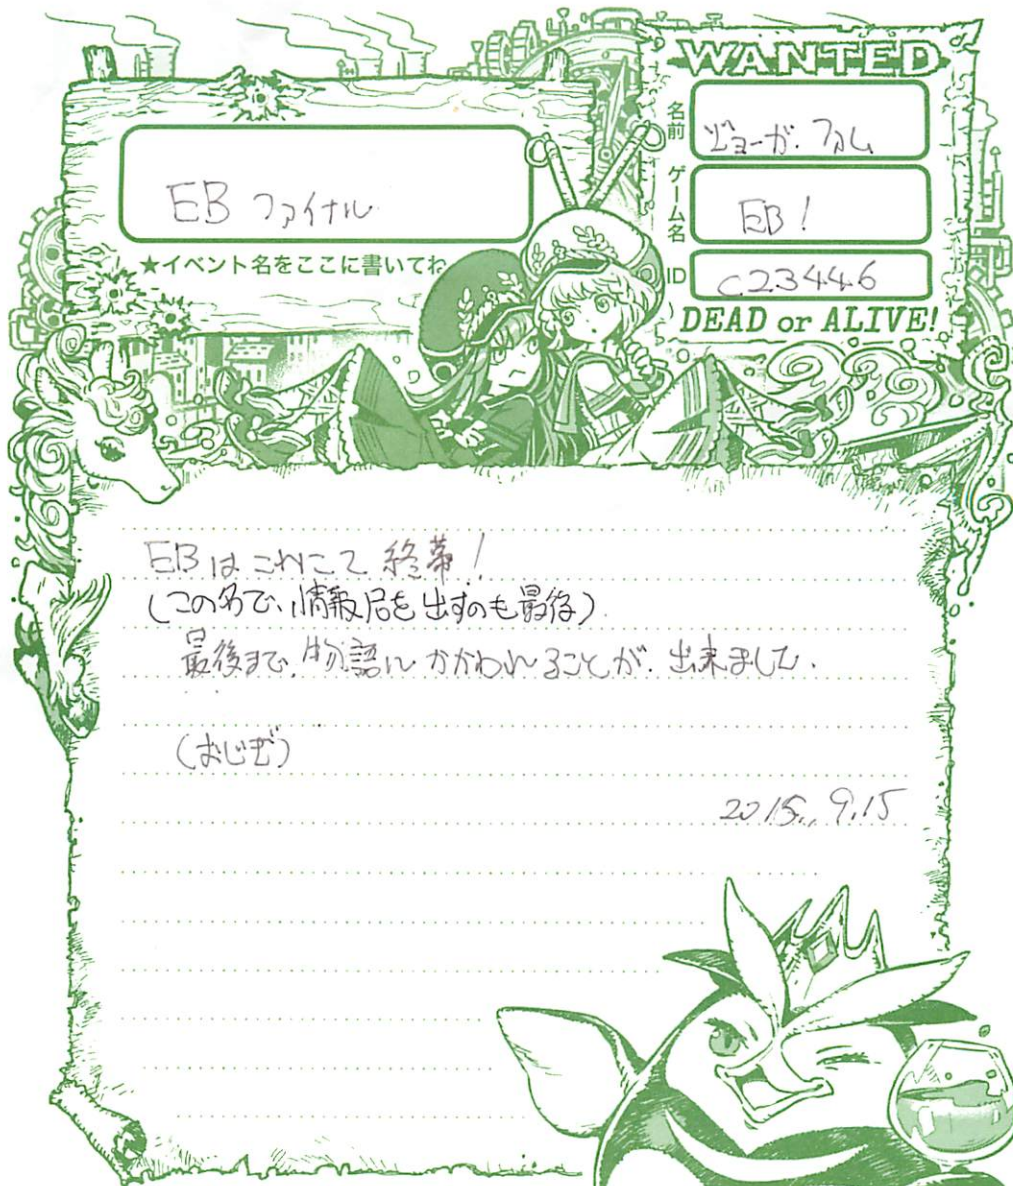 WANTED
名前
ジョーガ・ファム
ゲーム名
EB!
ID
C23446
DEAD or ALIVE!
EB ファイナル
★イベント名をここに書いてね
EBはこれにて終幕!
(この名で、情報局を出すのも最後)
最後まで、物語にかかわれることが、出来ました。
(おじぎ)
2015.,9.15